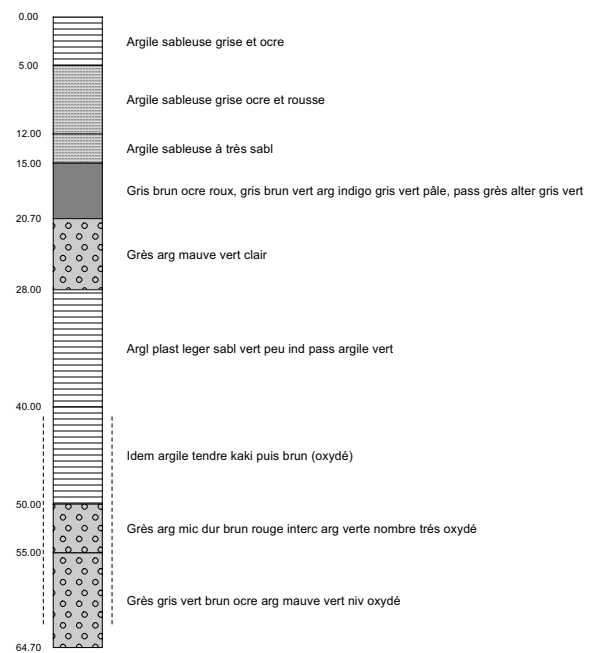 0.00
Argile sableuse grise et ocre
5.00
Argile sableuse grise ocre et rousse
12.00
Argile sableuse à très sabl
15.00
Gris brun ocre roux, gris brun vert arg indigo gris vert pâle, pass grès alter gris vert
20.70
Grès arg mauve vert clair
28.00
Argl plast leger sabl vert peu ind pass argile vert
40.00
Idem argile tendre kaki puis brun (oxydé)
50.00
Grès arg mic dur brun rouge interc arg verte nombre trés oxydé
55.00
Grès gris vert brun ocre arg mauve vert niv oxydé
64.70